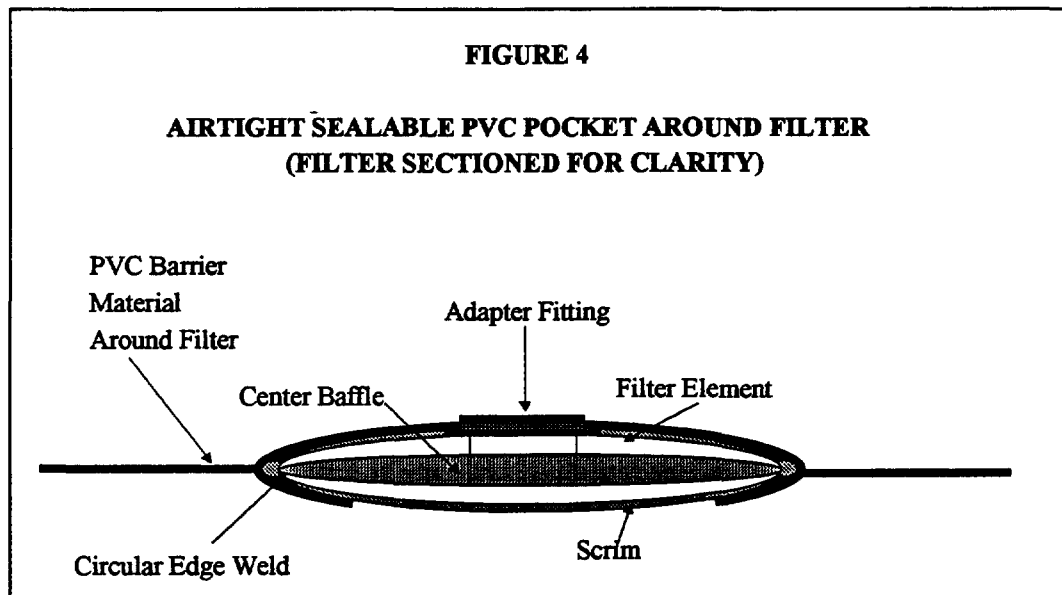 FIGURE 4
AIRTIGHT SEALABLE PVC POCKET AROUND FILTER
(FILTER SECTIONED FOR CLARITY)
PVC Barrier
Material
Around Filter
Adapter Fitting
Center Baffle
Filter Element
Scrim
Circular Edge Weld